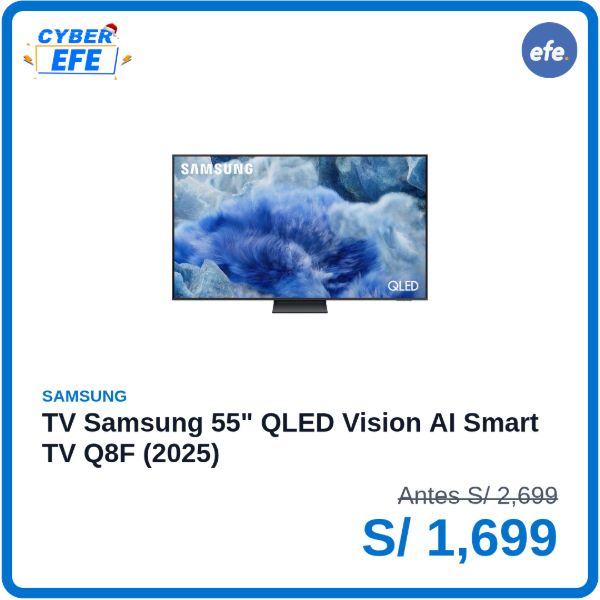 CYBER
EFE
efe.
SAMSUNG
QLED
SAMSUNG
TV Samsung 55" QLED Vision AI Smart
TV Q8F (2025)
Antes S/ 2,699
S/ 1,699